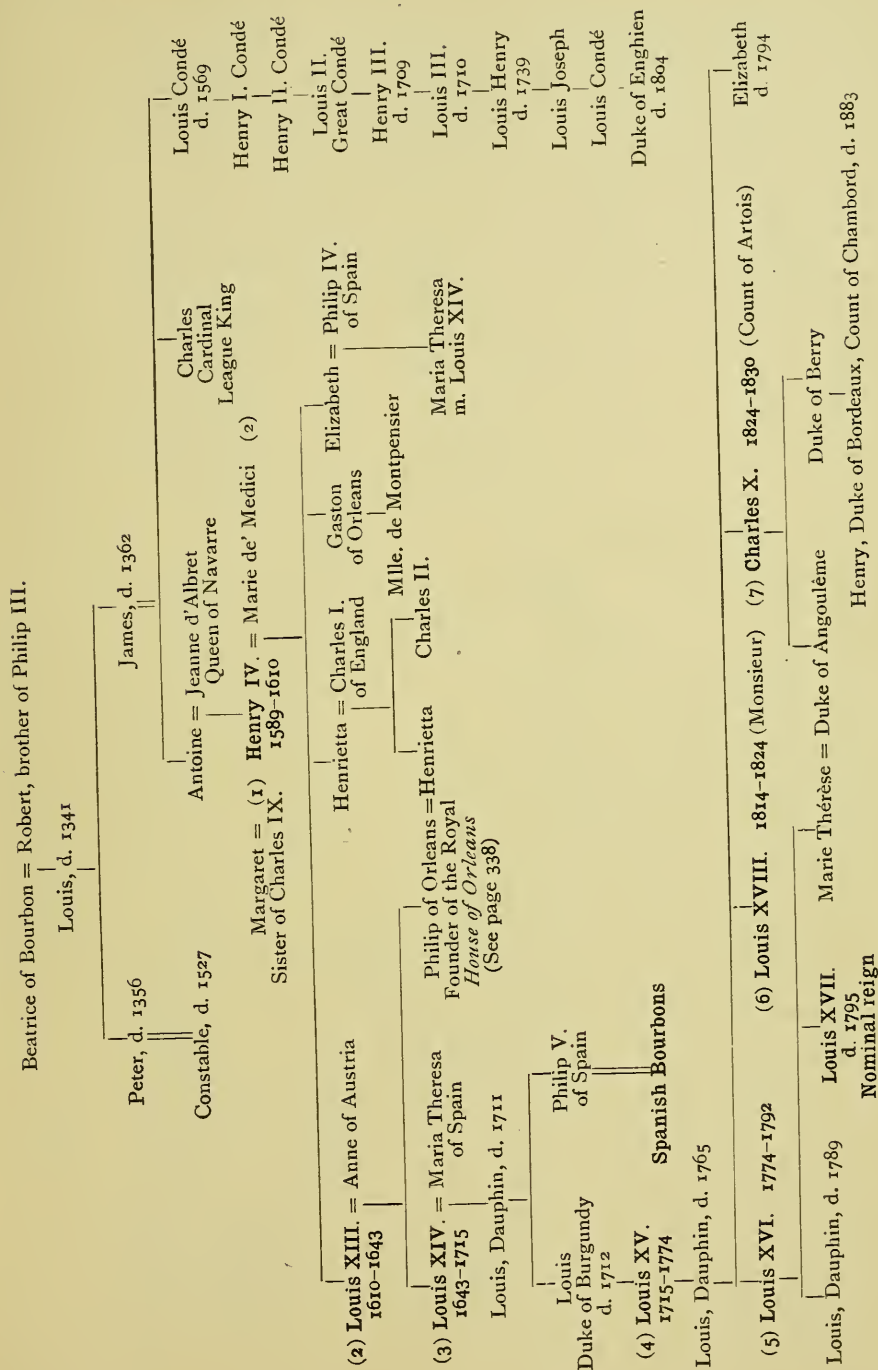 Beatrice of Bourbon = Robert, brother of Philip III.
Louis, d. 1341
Peter, d. 1356
James, d. 1362
Constable, d. 1527
Antoine = Jeanne d'Albret
Queen of Navarre
Charles
Cardinal
League King
Louis Condé
d. 1569
Margaret = (1) Henry IV. = Marie de' Medici (2)
Sister of Charles IX.
1589–1610
Henry I. Condé
Henry II. Condé
(2) Louis XIII. = Anne of Austria
1610–1643
Henrietta = Charles I.
of England
Gaston
of Orleans
Elizabeth = Philip IV.
of Spain
Louis II.
Great Condé
Mlle. de Montpensier
Henry III.
d. 1709
(3) Louis XIV. = Maria Theresa
1643–1715
of Spain
Philip of Orleans = Henrietta
Founder of the Royal
House of Orleans
(See page 338)
Charles II.
Maria Theresa
m. Louis XIV.
Louis III.
d. 1710
Louis, Dauphin, d. 1711
Louis Henry
d. 1739
Louis
Duke of Burgundy
d. 1712
Philip V.
of Spain
Louis Joseph
Louis Condé
(4) Louis XV.
1715–1774
Spanish Bourbons
Duke of Enghien
d. 1804
Louis, Dauphin, d. 1765
(5) Louis XVI. 1774–1792
(6) Louis XVIII. 1814–1824 (Monsieur)
(7) Charles X. 1824–1830 (Count of Artois)
Elizabeth
d. 1794
Louis, Dauphin, d. 1789
Louis XVII.
d. 1795
Nominal reign
Marie Thérèse = Duke of Angoulême
Duke of Berry
Henry, Duke of Bordeaux, Count of Chambord, d. 1883